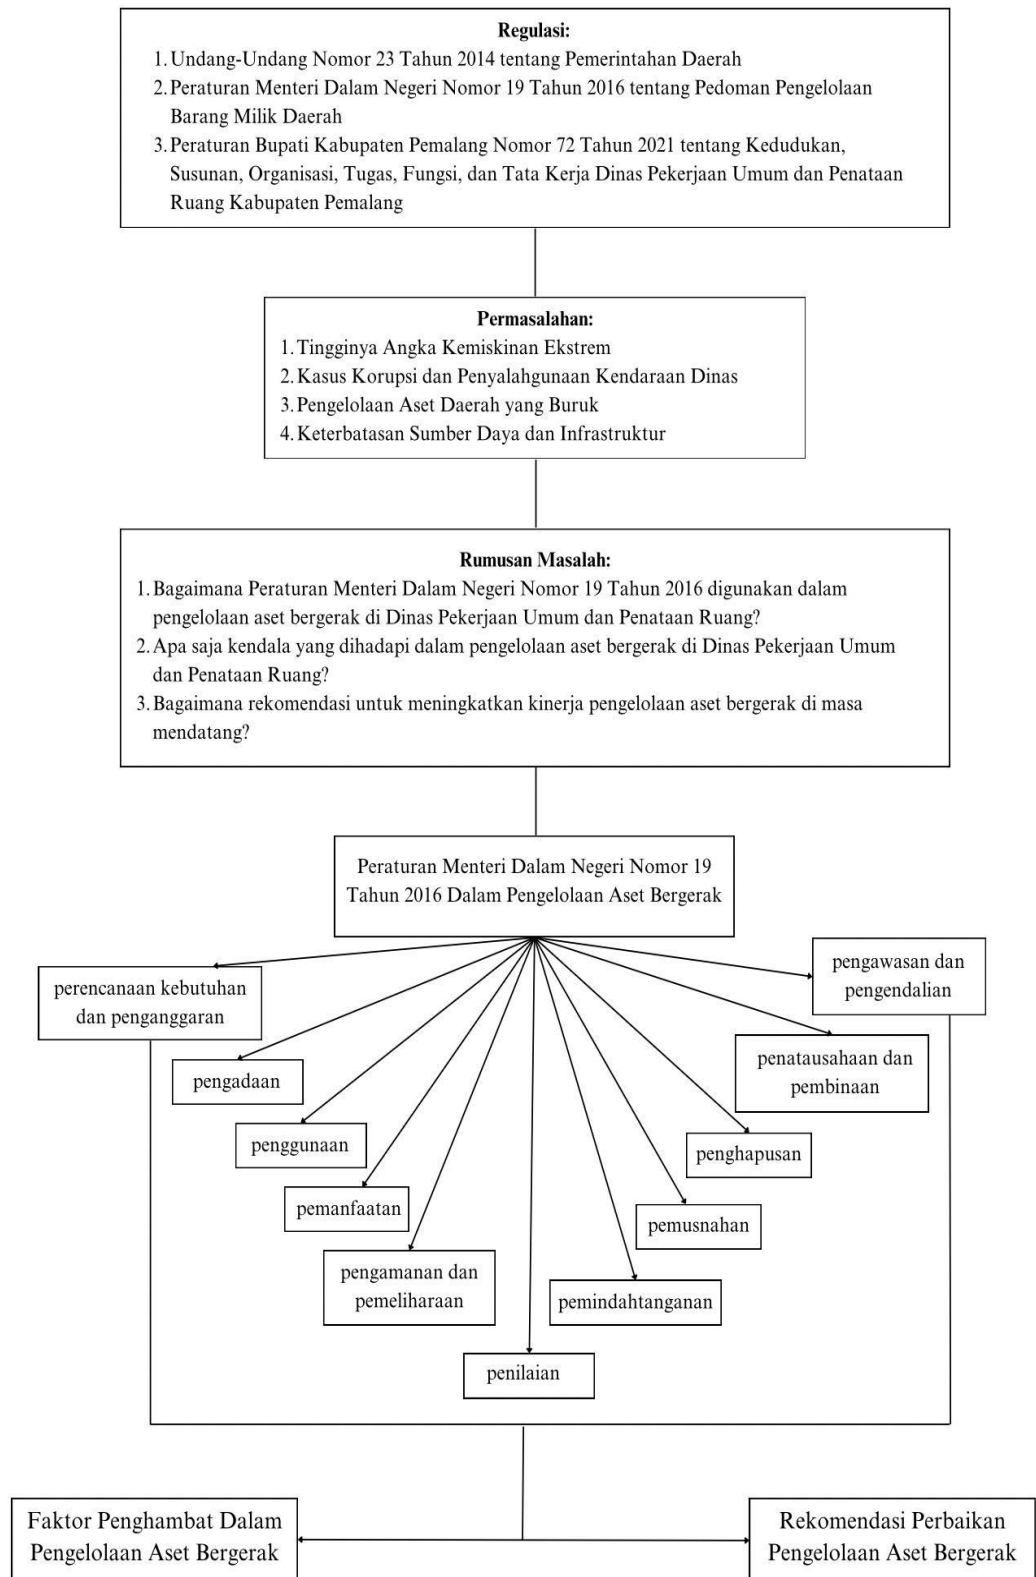 Regulasi:
1. Undang-Undang Nomor 23 Tahun 2014 tentang Pemerintahan Daerah
2. Peraturan Menteri Dalam Negeri Nomor 19 Tahun 2016 tentang Pedoman Pengelolaan
Barang Milik Daerah
3. Peraturan Bupati Kabupaten Pemalang Nomor 72 Tahun 2021 tentang Kedudukan,
Susunan, Organisasi, Tugas, Fungsi, dan Tata Kerja Dinas Pekerjaan Umum dan Penataan
Ruang Kabupaten Pemalang
Permasalahan:
1. Tingginya Angka Kemiskinan Ekstrem
2. Kasus Korupsi dan Penyalahgunaan Kendaraan Dinas
3. Pengelolaan Aset Daerah yang Buruk
4. Keterbatasan Sumber Daya dan Infrastruktur
Rumusan Masalah:
1. Bagaimana Peraturan Menteri Dalam Negeri Nomor 19 Tahun 2016 digunakan dalam
pengelolaan aset bergerak di Dinas Pekerjaan Umum dan Penataan Ruang?
2. Apa saja kendala yang dihadapi dalam pengelolaan aset bergerak di Dinas Pekerjaan Umum
dan Penataan Ruang?
3. Bagaimana rekomendasi untuk meningkatkan kinerja pengelolaan aset bergerak di masa
mendatang?
Peraturan Menteri Dalam Negeri Nomor 19
Tahun 2016 Dalam Pengelolaan Aset Bergerak
perencanaan kebutuhan
dan penganggaran
pengadaan
penggunaan
pemanfaatan
pengamanan dan
pemeliharaan
penilaian
pemindahtanganan
pemusnahan
penghapusan
penatausahaan dan
pembinaan
pengawasan dan
pengendalian
Faktor Penghambat Dalam
Pengelolaan Aset Bergerak
Rekomendasi Perbaikan
Pengelolaan Aset Bergerak